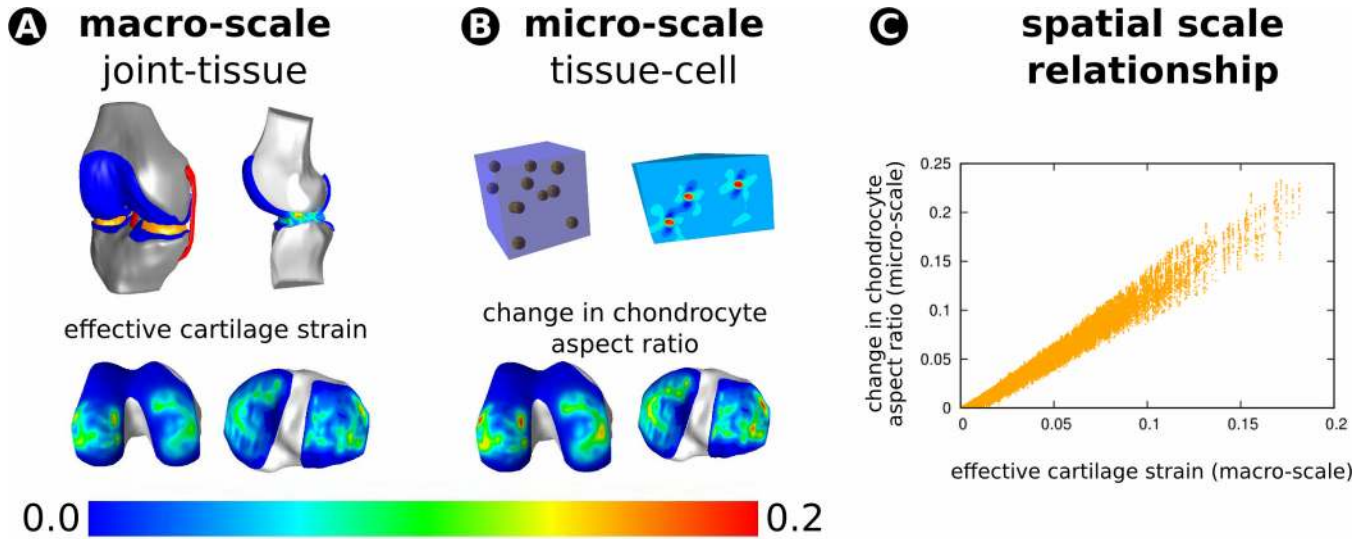 A macro-scale
joint-tissue
effective cartilage strain
B micro-scale
tissue-cell
change in chondrocyte
aspect ratio
0.0
0.2
C spatial scale
relationship
change in chondrocyte
aspect ratio (micro-scale)
0.25
0.2
0.15
0.1
0.05
0
0 0.05 0.1 0.15 0.2
effective cartilage strain (macro-scale)